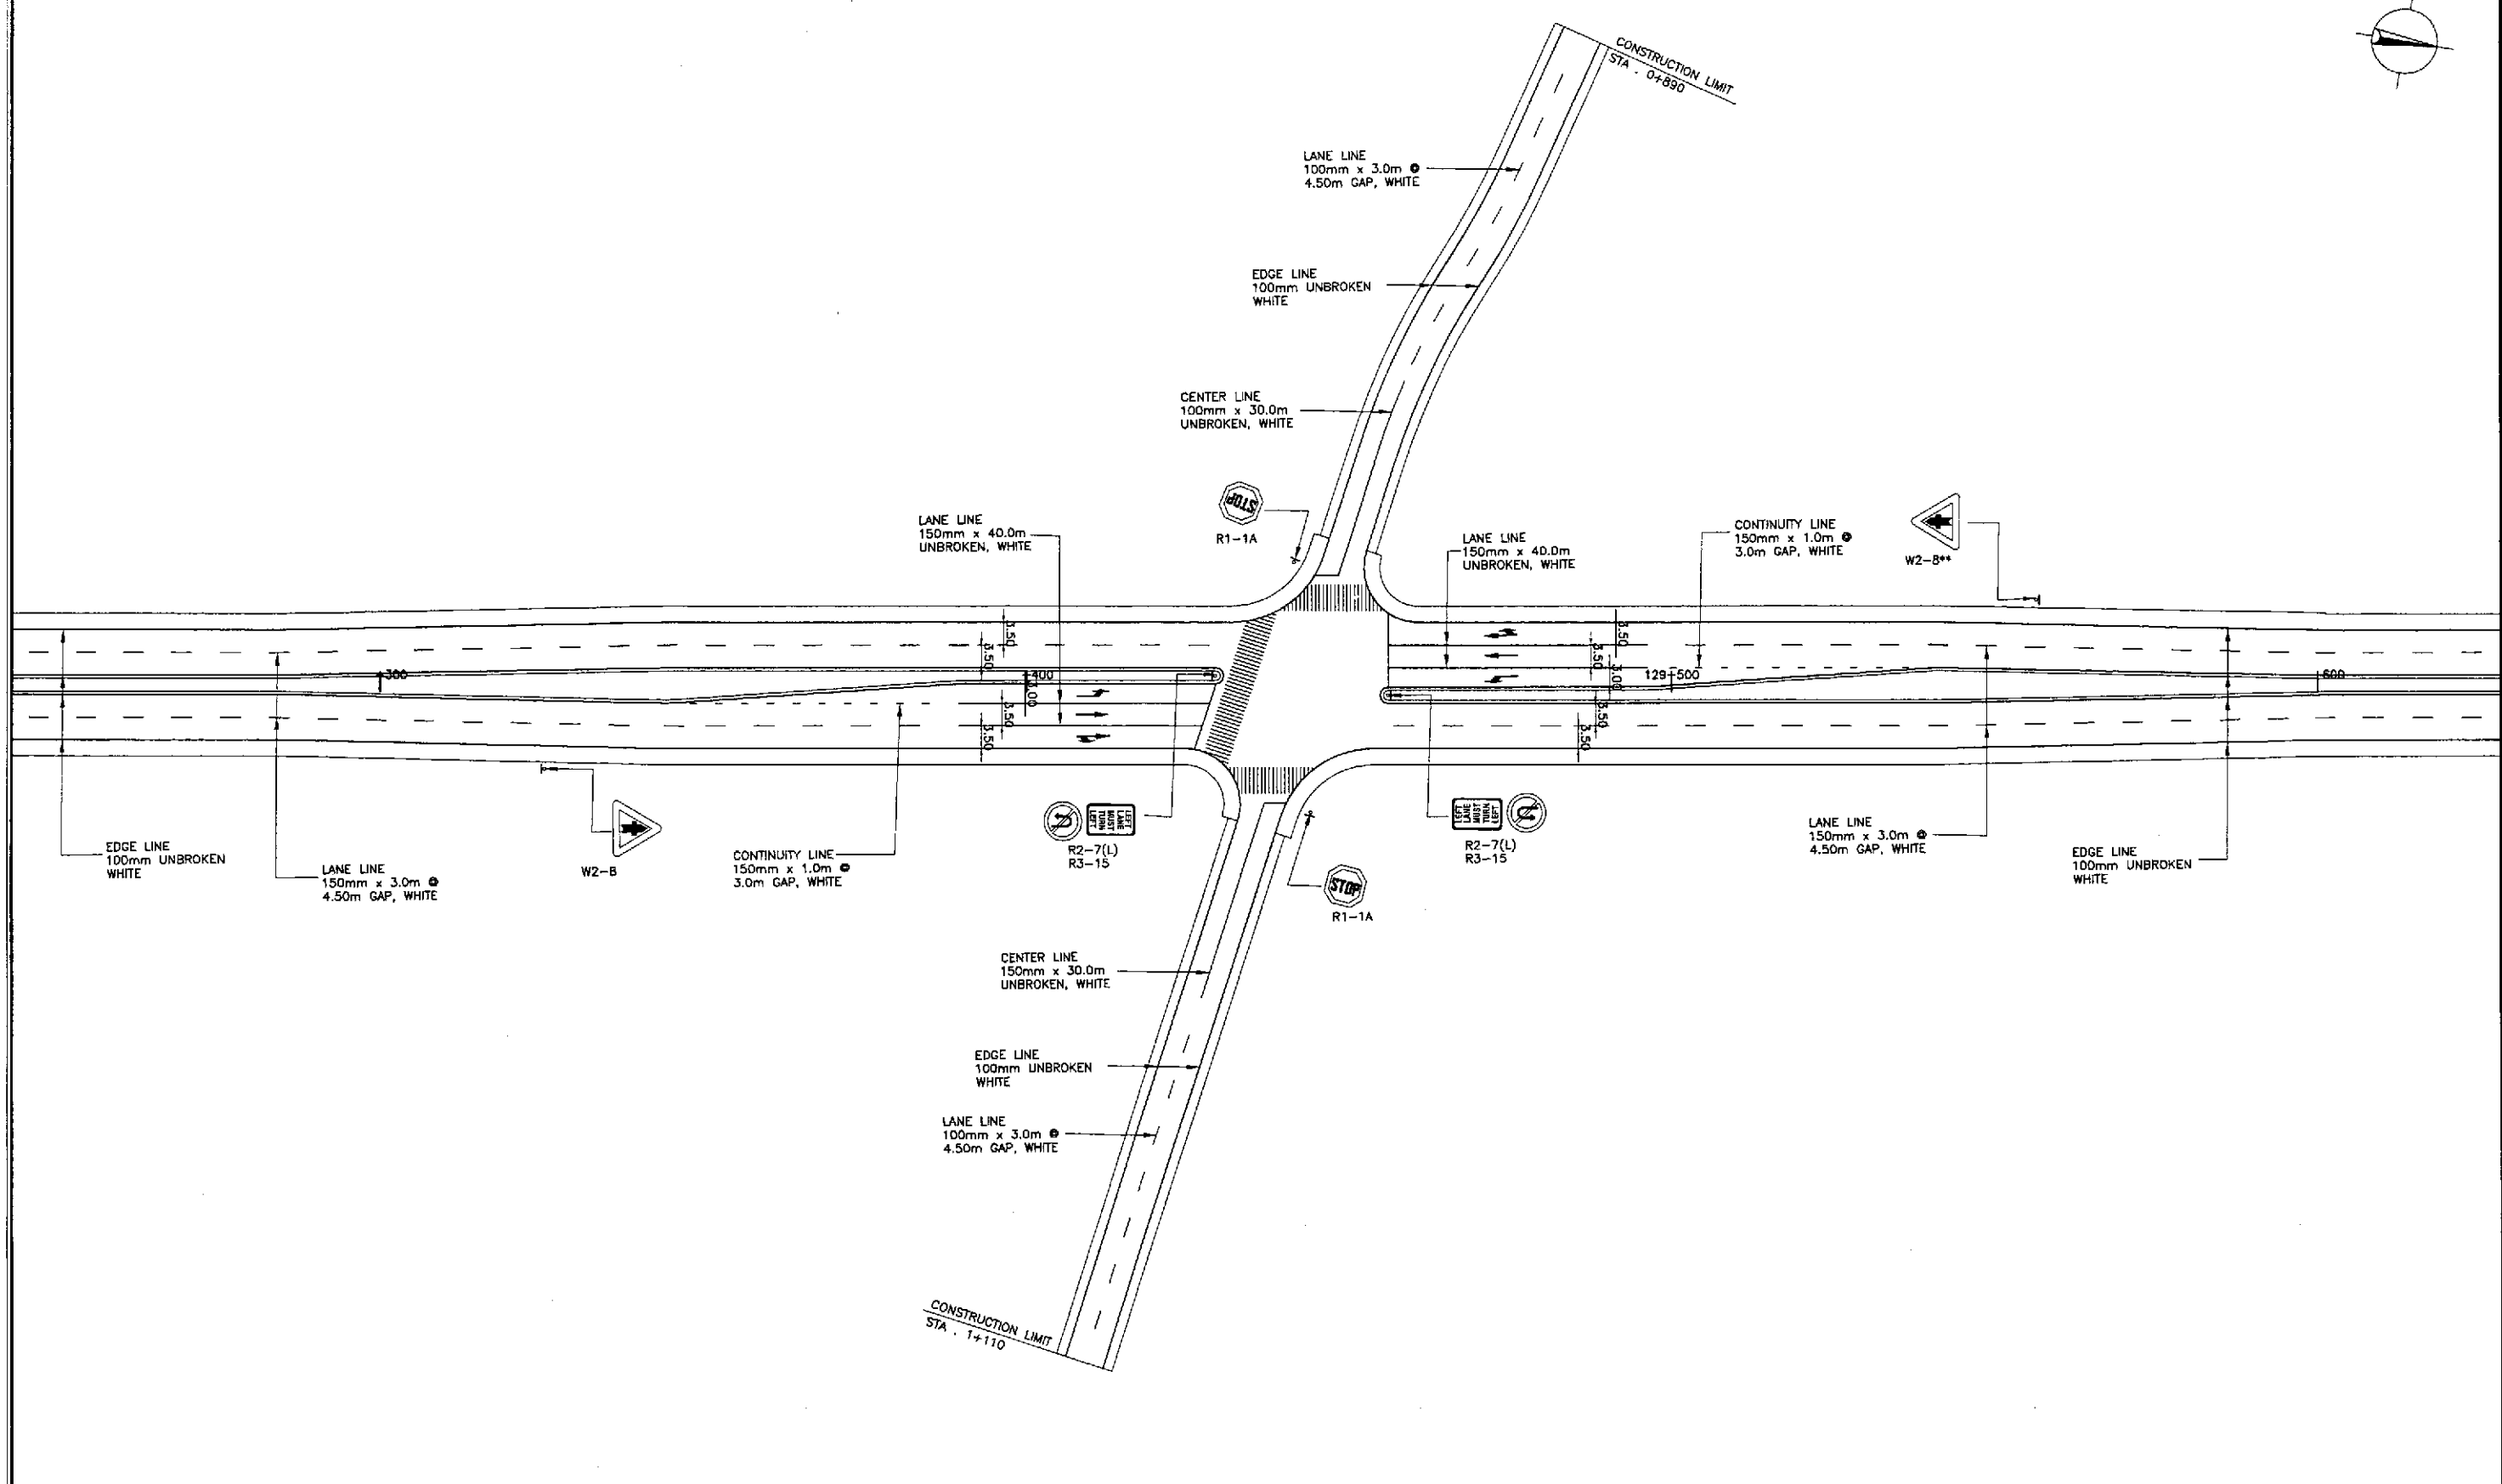 CONSTRUCTION LIMIT
STA . 0+890
LANE LINE
100mm x 3.0m @
4.50m GAP, WHITE
EDGE LINE
100mm UNBROKEN
WHITE
CENTER LINE
100mm x 30.0m
UNBROKEN, WHITE
STOP
R1-1A
LANE LINE
150mm x 40.0m
UNBROKEN, WHITE
LANE LINE
150mm x 40.0m
UNBROKEN, WHITE
CONTINUITY LINE
150mm x 1.0m @
3.0m GAP, WHITE
W2-8**
3.50
3.50
3.50
3.50
3.00
+300
+400
3.00
3.50
3.50
129+500
3.50
3.50
600
EDGE LINE
100mm UNBROKEN
WHITE
LANE LINE
150mm x 3.0m @
4.50m GAP, WHITE
W2-8
CONTINUITY LINE
150mm x 1.0m @
3.0m GAP, WHITE
LEFT
LANE
MUST
TURN
LEFT
R2-7(L)
R3-15
LEFT
LANE
MUST
TURN
LEFT
R2-7(L)
R3-15
STOP
R1-1A
LANE LINE
150mm x 3.0m @
4.50m GAP, WHITE
EDGE LINE
100mm UNBROKEN
WHITE
CENTER LINE
150mm x 30.0m
UNBROKEN, WHITE
EDGE LINE
100mm UNBROKEN
WHITE
LANE LINE
100mm x 3.0m @
4.50m GAP, WHITE
CONSTRUCTION LIMIT
STA . 1+110